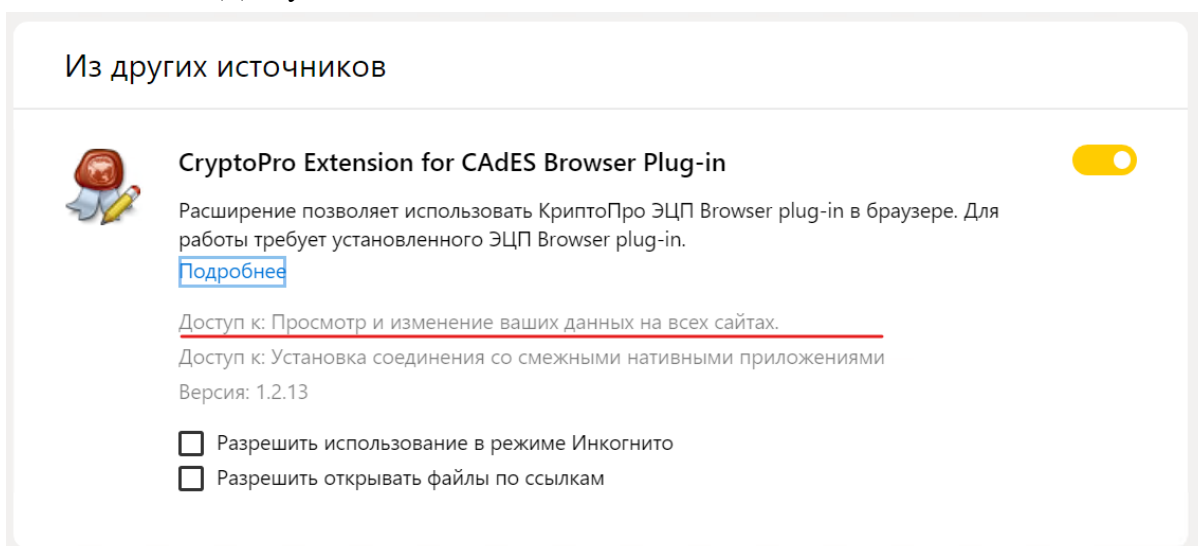 Из других источников
CryptoPro Extension for CAdES Browser Plug-in
Расширение позволяет использовать КриптоПро ЭЦП Browser plug-in в браузере. Для
работы требует установленного ЭЦП Browser plug-in.
Подробнее
Доступ к: Просмотр и изменение ваших данных на всех сайтах.
Доступ к: Установка соединения со смежными нативными приложениями
Версия: 1.2.13
Разрешить использование в режиме Инкогнито
Разрешить открывать файлы по ссылкам